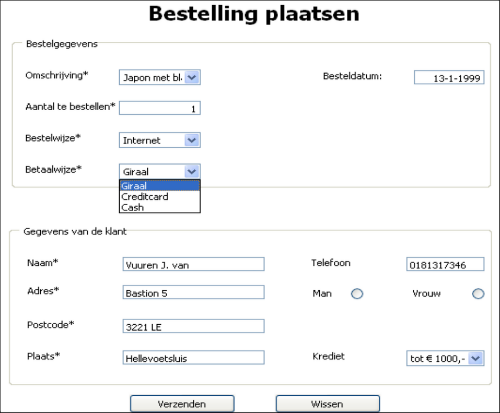 Bestelling plaatsen
Bestelgegevens
Omschrijving* Japon met bl Besteldatum: 13-1-1999
Aantal te bestellen* 1
Bestelwijze* Internet
Betaalwijze* Giraal
Giraal
Creditcard
Cash
Gegevens van de klant
Naam* Vuuren J. van Telefoon 0181317346
Adres* Bastion 5 Man Vrouw
Postcode* 3221 LE
Plaats* Hellevoetsluis Krediet tot € 1000,-
Verzenden Wissen